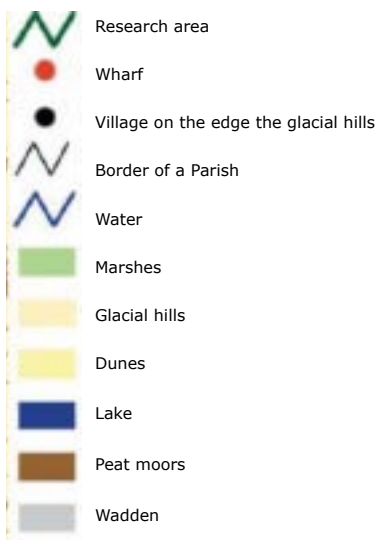 Research area
Wharf
Village on the edge the glacial hills
Border of a Parish
Water
Marshes
Glacial hills
Dunes
Lake
Peat moors
Wadden